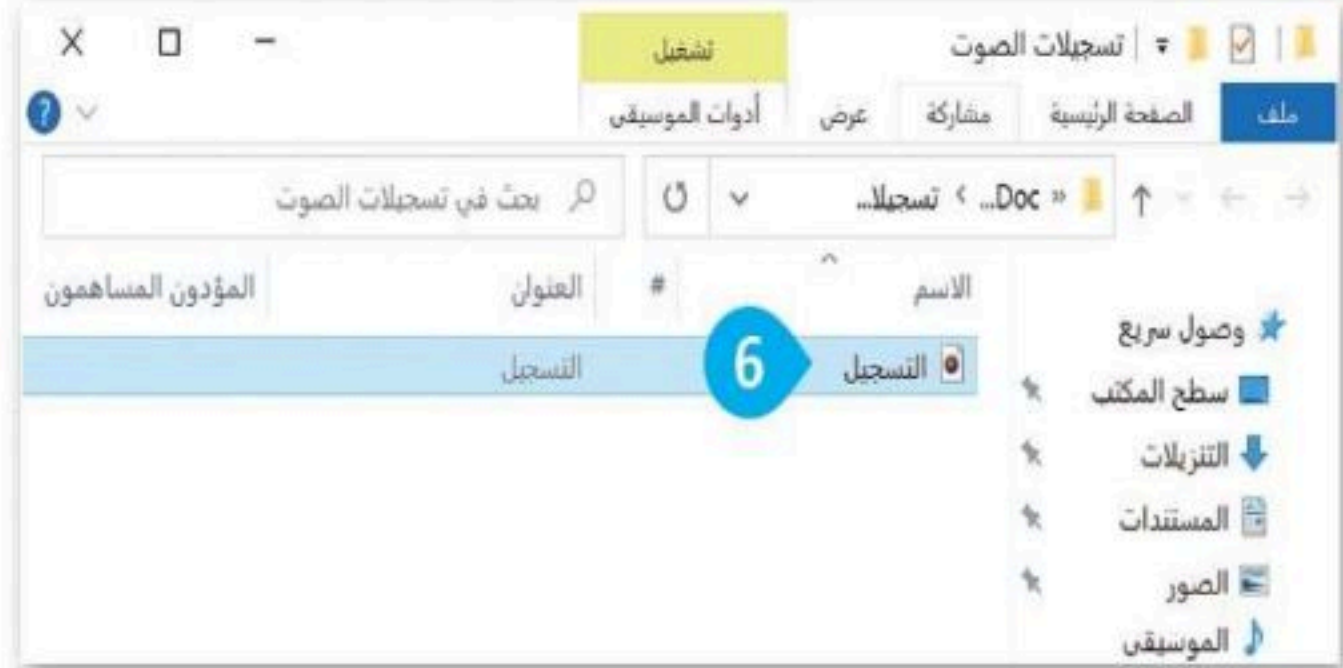 تسجيلات الصوت
تشغيل
ملف
الصفحة الرئيسية
مشاركة
عرض
أدوات الموسيقى
?
Doc... › تسجيلا...
بحث في تسجيلات الصوت
الاسم
#
العنوان
المؤدون المساهمون
التسجيل
6
التسجيل
وصول سريع
سطح المكتب
التنزيلات
المستندات
الصور
الموسيقى